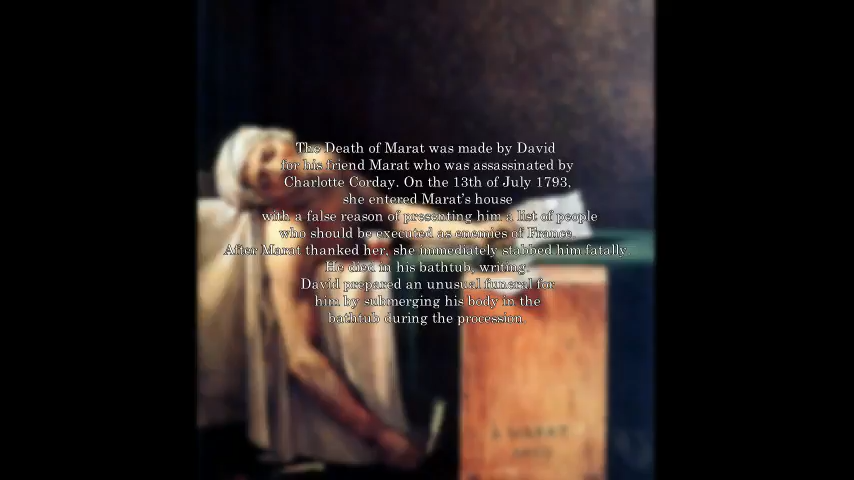 The Death of Marat was made by David
for his friend Marat who was assassinated by
Charlotte Corday. On the 13th of July 1793,
she entered Marat's house
with a false reason of presenting him a list of people
who should be executed as enemies of France.
After Marat thanked her, she immediately stabbed him fatally.
He died in his bathtub, writing.
David prepared an unusual funeral for
him by submerging his body in the
bathtub during the procession.
A MARAT